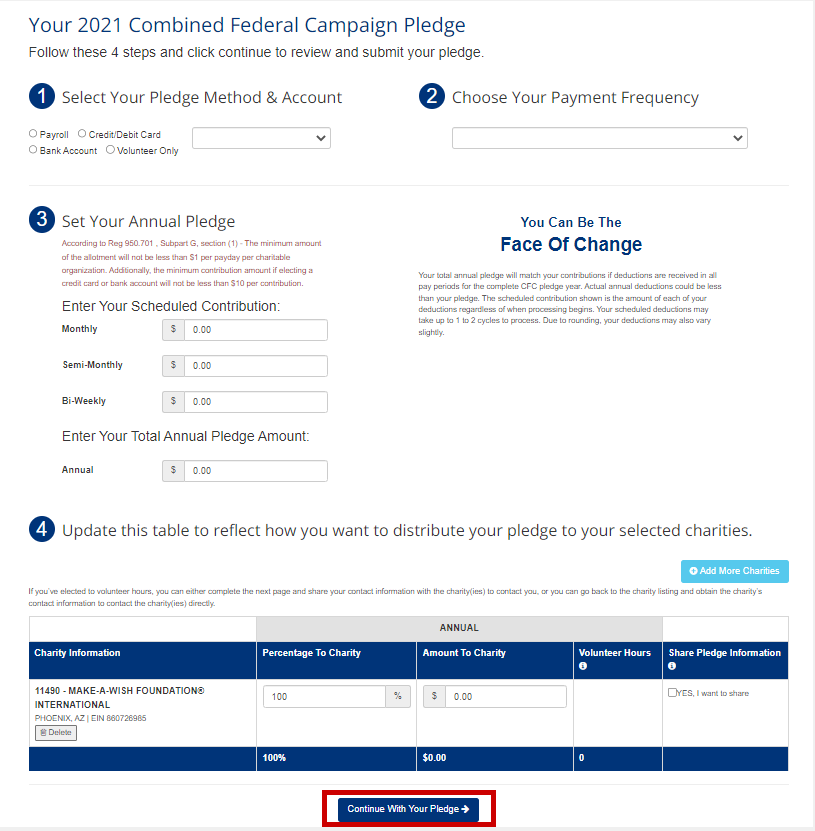 Your 2021 Combined Federal Campaign Pledge
Follow these 4 steps and click continue to review and submit your pledge.
1 Select Your Pledge Method & Account
Payroll Credit/Debit Card
Bank Account Volunteer Only
2 Choose Your Payment Frequency
3 Set Your Annual Pledge
According to Reg 950.701 , Subpart G, section (1) - The minimum amount
of the allotment will not be less than $1 per payday per charitable
organization. Additionally, the minimum contribution amount if electing a
credit card or bank account will not be less than $10 per contribution.
Enter Your Scheduled Contribution:
Monthly $ 0.00
Semi-Monthly $ 0.00
Bi-Weekly $ 0.00
Enter Your Total Annual Pledge Amount:
Annual $ 0.00
You Can Be The
Face Of Change
Your total annual pledge will match your contributions if deductions are received in all
pay periods for the complete CFC pledge year. Actual annual deductions could be less
than your pledge. The scheduled contribution shown is the amount of each of your
deductions regardless of when processing begins. Your scheduled deductions may
take up to 1 to 2 cycles to process. Due to rounding, your deductions may also vary
slightly.
4 Update this table to reflect how you want to distribute your pledge to your selected charities.
Add More Charities
If you've elected to volunteer hours, you can either complete the next page and share your contact information with the charity(ies) to contact you, or you can go back to the charity listing and obtain the charity's
contact information to contact the charity(ies) directly.
ANNUAL
Charity Information Percentage To Charity Amount To Charity Volunteer Hours Share Pledge Information
11490 - MAKE-A-WISH FOUNDATION®
INTERNATIONAL
PHOENIX, AZ | EIN 860726985
Delete
100 % $ 0.00 YES, I want to share
100% $0.00 0
Continue With Your Pledge